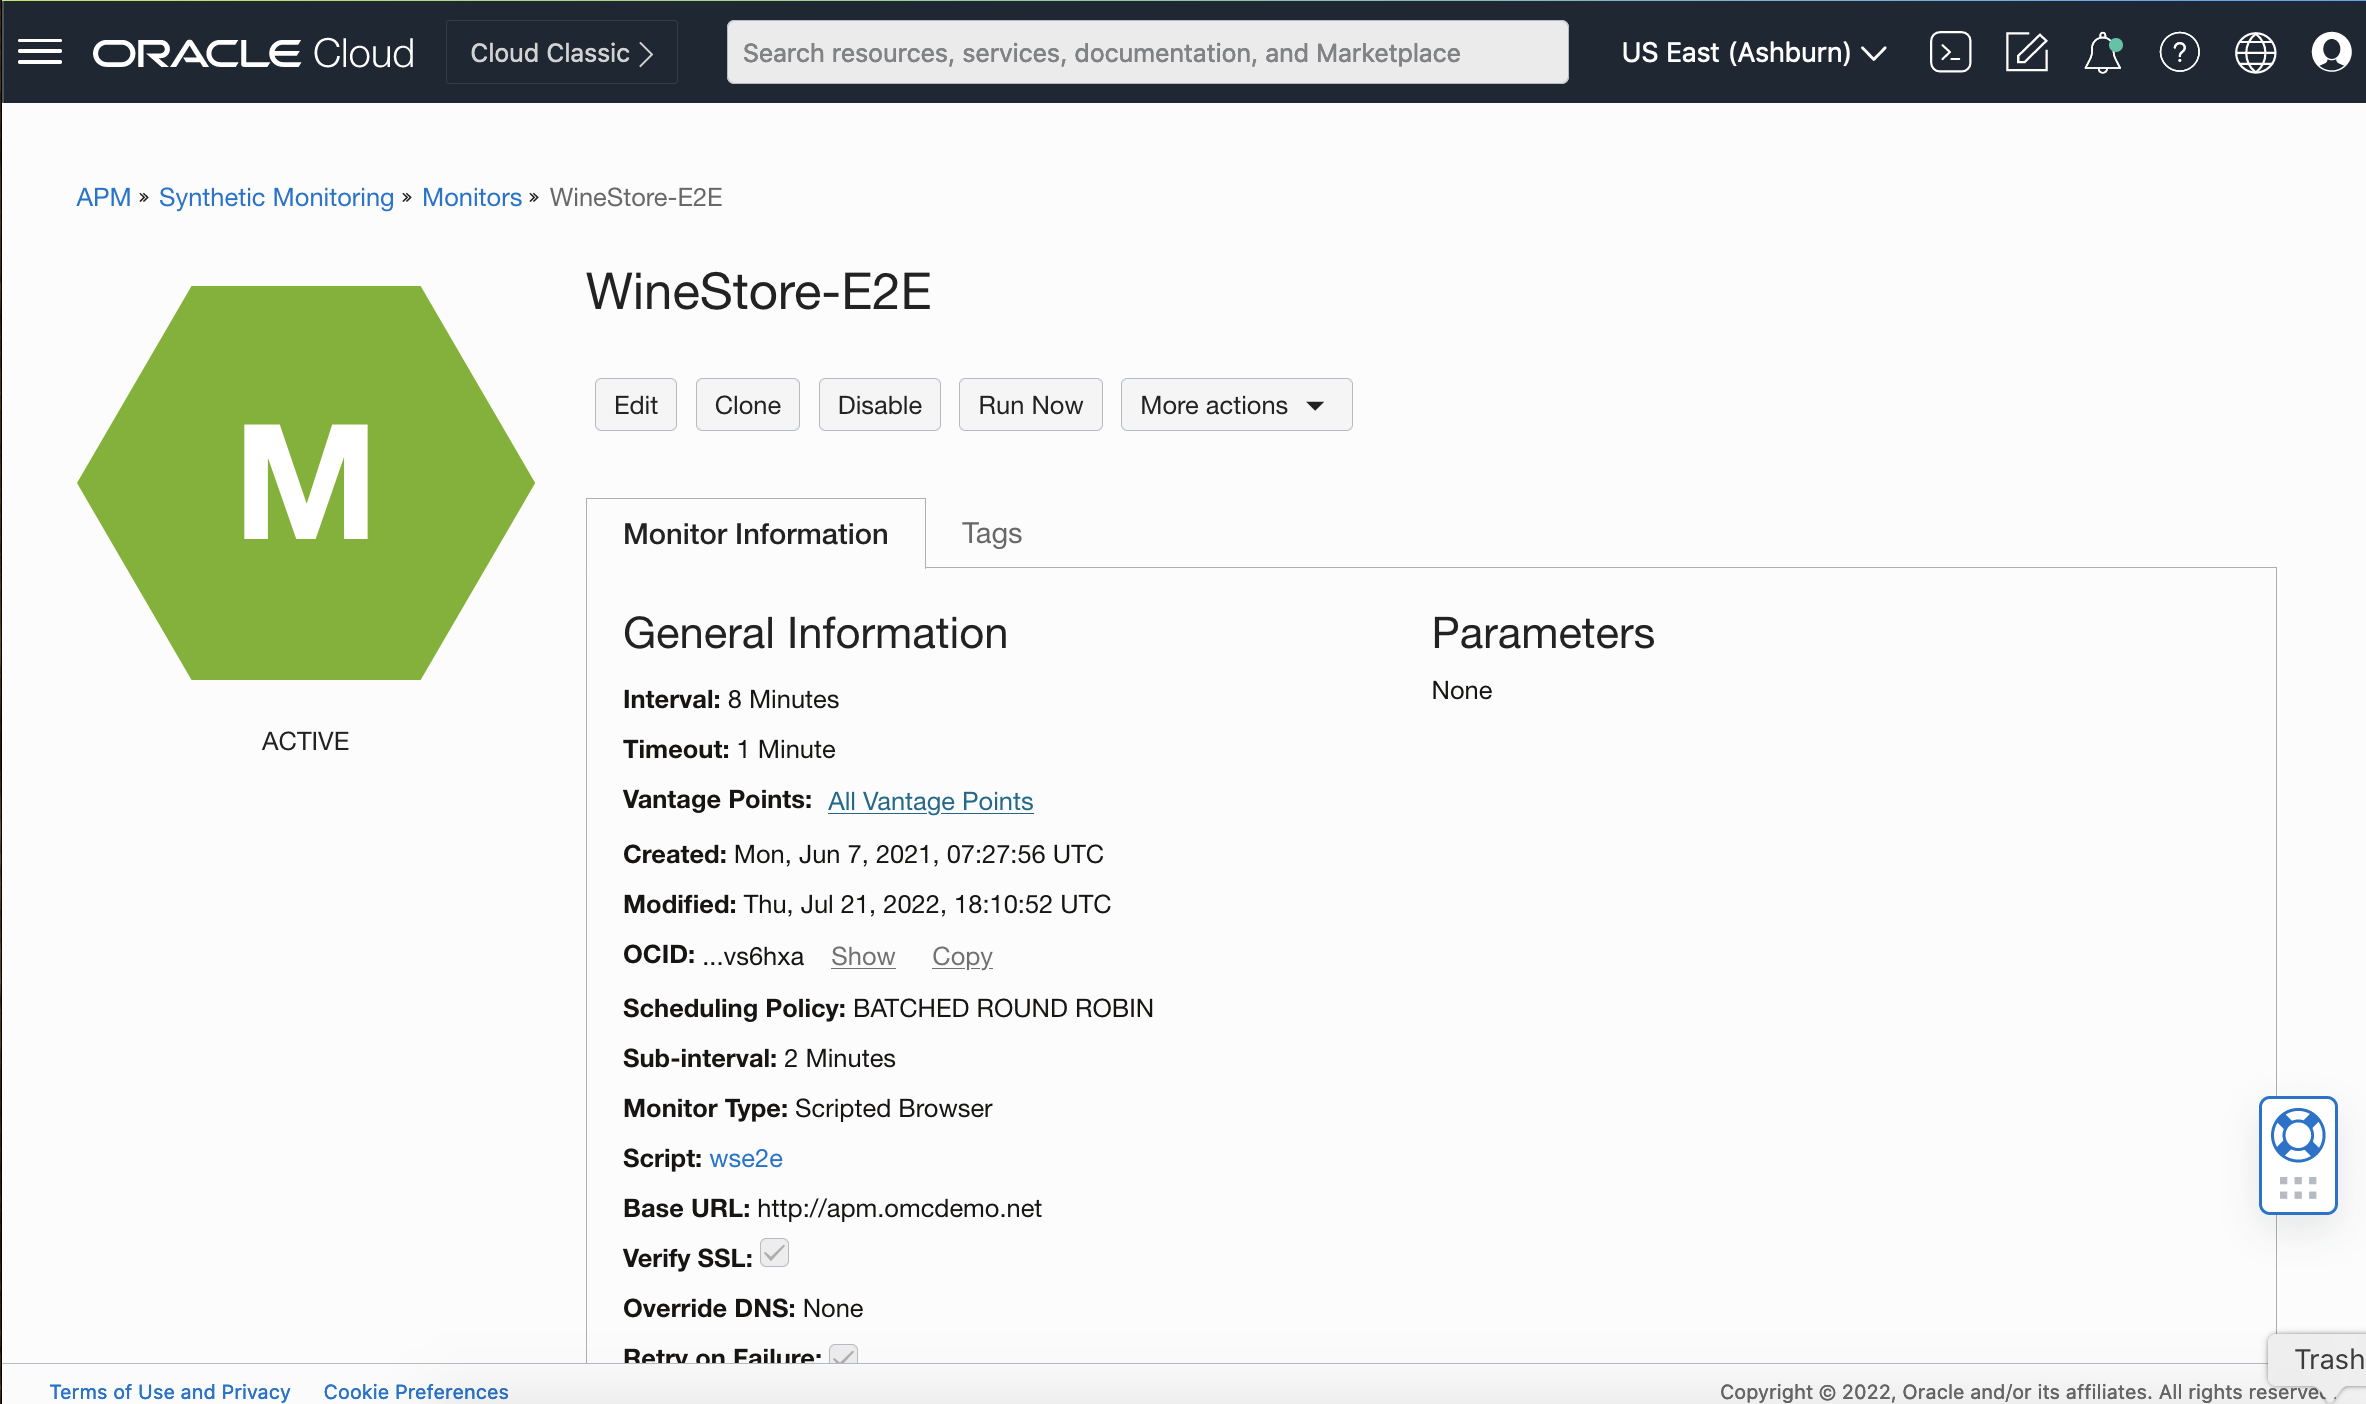 ORACLE Cloud Cloud Classic Search resources, services, documentation, and Marketplace US East (Ashburn)
APM » Synthetic Monitoring » Monitors » WineStore-E2E
WineStore-E2E
Edit Clone Disable Run Now More actions
M
ACTIVE
Monitor Information Tags
General Information
Interval: 8 Minutes
Timeout: 1 Minute
Vantage Points: All Vantage Points
Created: Mon, Jun 7, 2021, 07:27:56 UTC
Modified: Thu, Jul 21, 2022, 18:10:52 UTC
OCID: ...vs6hxa Show Copy
Scheduling Policy: BATCHED ROUND ROBIN
Sub-interval: 2 Minutes
Monitor Type: Scripted Browser
Script: wse2e
Base URL: http://apm.omcdemo.net
Verify SSL:
Override DNS: None
Retry on Failure:
Parameters
None
Trash
Terms of Use and Privacy Cookie Preferences
Copyright © 2022, Oracle and/or its affiliates. All rights reserved.